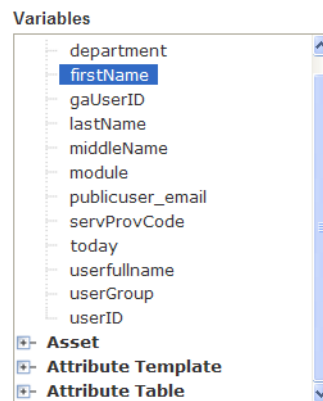 Variables
department
firstName
gaUserID
lastName
middleName
module
publicuser_email
servProvCode
today
userfullname
userGroup
userID
Asset
Attribute Template
Attribute Table